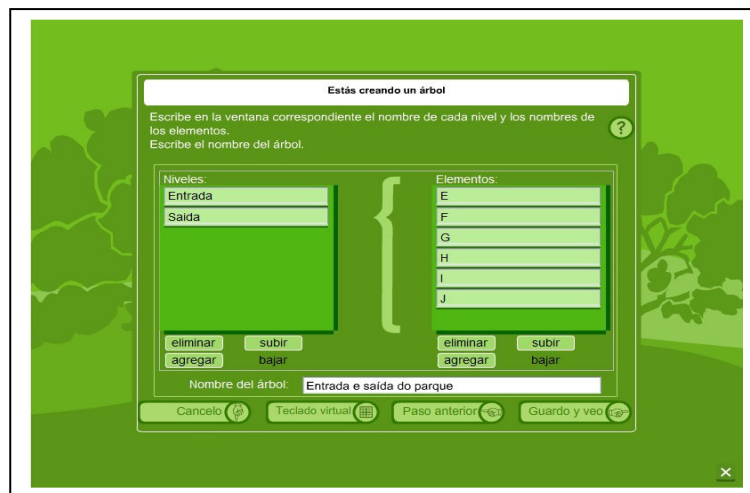 Estás creando un árbol
Escribe en la ventana correspondiente el nombre de cada nivel y los nombres de
los elementos.
Escribe el nombre del árbol.
?
Niveles:
Entrada
Saida
Elementos:
E
F
G
H
I
J
eliminar subir
agregar bajar
eliminar subir
agregar bajar
Nombre del árbol: Entrada e saída do parque
Cancelo Teclado virtual Paso anterior Guardo y veo